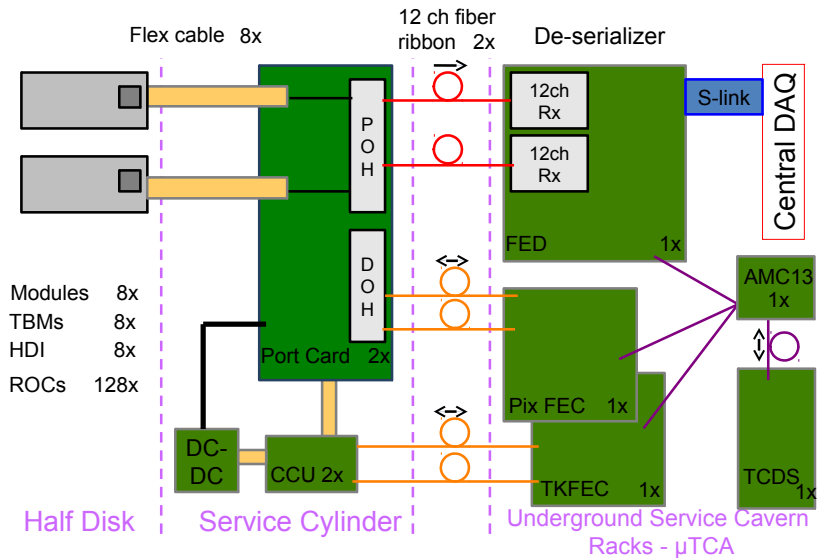 Flex cable 8x
12 ch fiber
ribbon 2x
De-serializer
P
O
H
12ch
Rx
12ch
Rx
S-link
Central DAQ
FED 1x
D
O
H
Modules 8x
TBMs 8x
HDI 8x
ROCs 128x
Port Card 2x
AMC13
1x
Pix FEC 1x
DC-
DC
CCU 2x
TKFEC 1x
TCDS
1x
Half Disk
Service Cylinder
Underground Service Cavern
Racks - µTCA